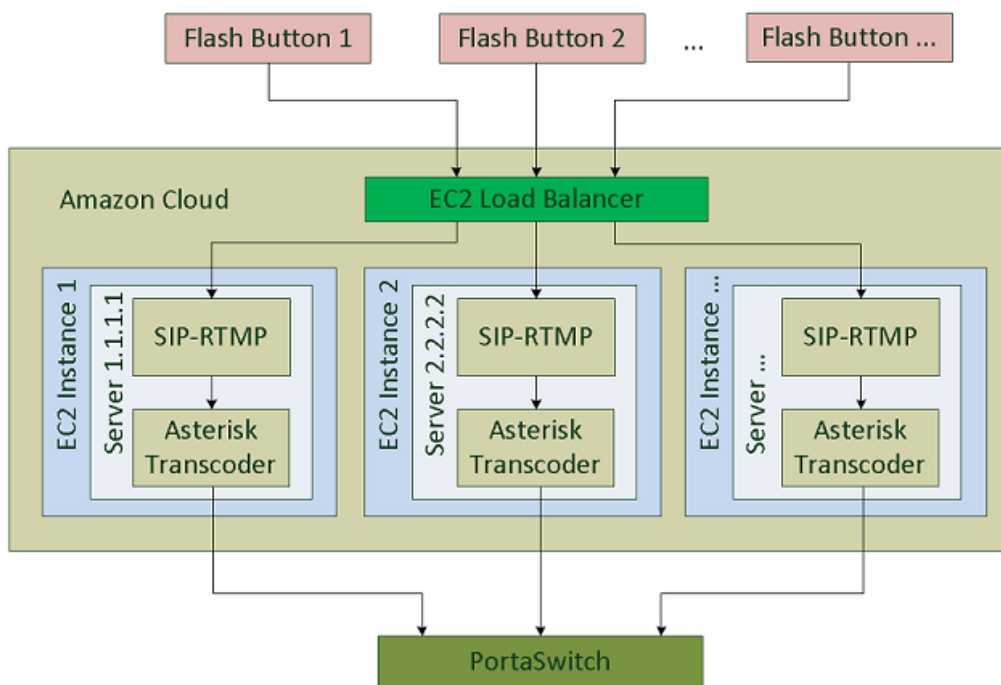 Flash Button 1
Flash Button 2
...
Flash Button ...
Amazon Cloud
EC2 Load Balancer
EC2 Instance 1
Server 1.1.1.1
SIP-RTMP
Asterisk
Transcoder
EC2 Instance 2
Server 2.2.2.2
SIP-RTMP
Asterisk
Transcoder
EC2 Instance ...
Server ...
SIP-RTMP
Asterisk
Transcoder
PortaSwitch